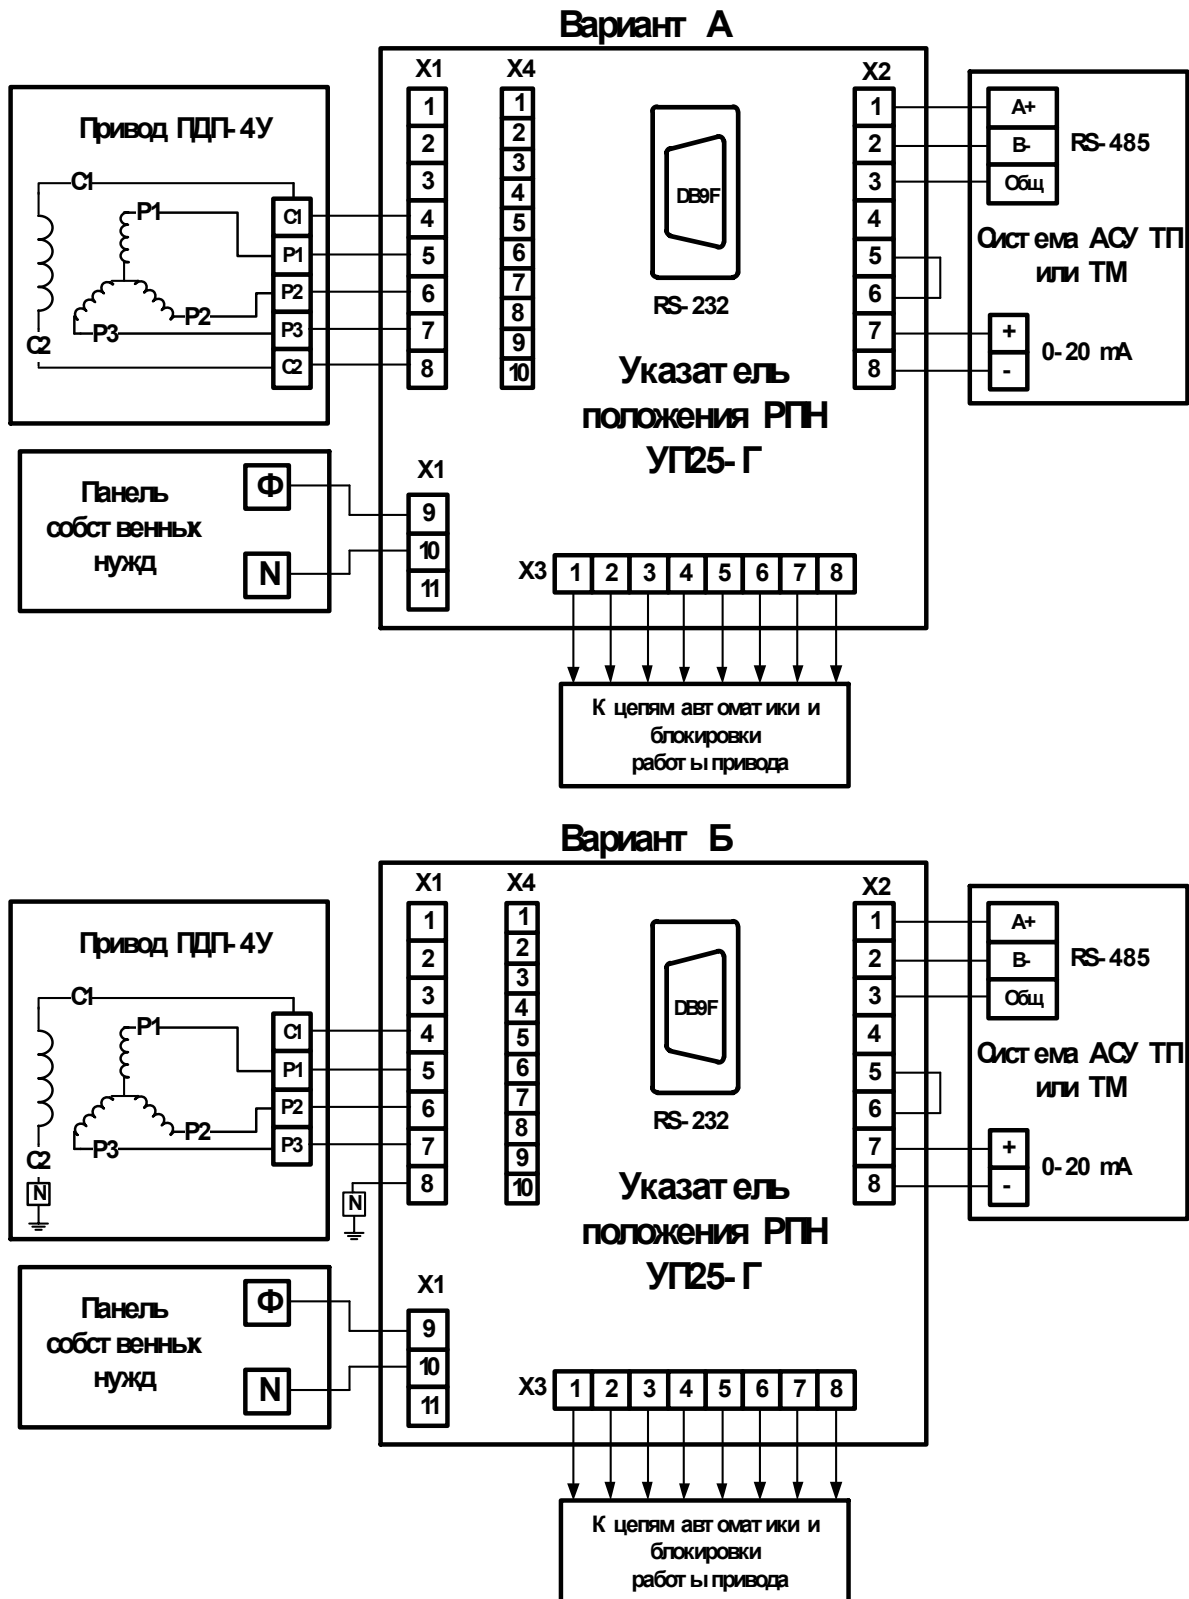 Вариант А
Х1
Х4
Х2
1
2
3
4
5
6
7
8
1
2
3
4
5
6
7
8
9
10
1
2
3
4
5
6
7
8
Привод ПДП-4У
С1
С2
Р1
Р2
Р3
С1
Р1
Р2
Р3
С2
DB9F
RS-232
Указатель
положения РПН
УП25-Г
А+
В-
Общ
RS-485
Система АСУ ТП
или ТМ
+
-
0-20 mA
Панель
собственных
нужд
Ф
N
Х1
9
10
11
Х3
1 2 3 4 5 6 7 8
К цепям автоматики и
блокировки
работы привода
Вариант Б
Х1
Х4
Х2
1
2
3
4
5
6
7
8
1
2
3
4
5
6
7
8
9
10
1
2
3
4
5
6
7
8
Привод ПДП-4У
С1
С2
N
Р1
Р2
Р3
С1
Р1
Р2
Р3
N
DB9F
RS-232
Указатель
положения РПН
УП25-Г
А+
В-
Общ
RS-485
Система АСУ ТП
или ТМ
+
-
0-20 mA
Панель
собственных
нужд
Ф
N
Х1
9
10
11
Х3
1 2 3 4 5 6 7 8
К цепям автоматики и
блокировки
работы привода